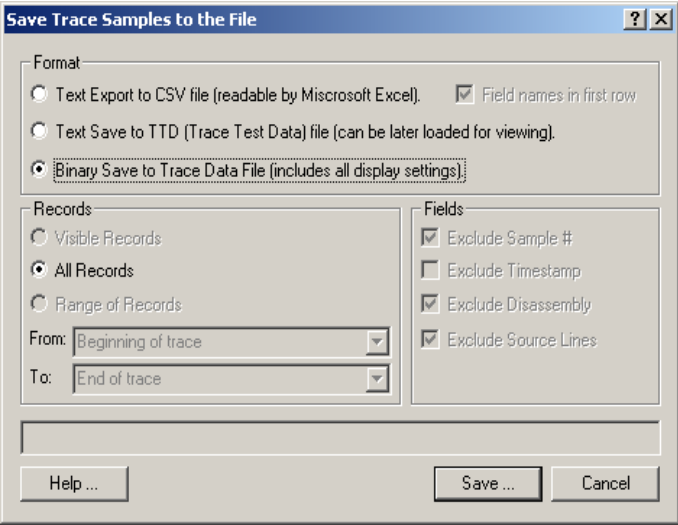 Save Trace Samples to the File
Format
Text Export to CSV file (readable by Miscrosoft Excel). Field names in first row
Text Save to TTD (Trace Test Data) file (can be later loaded for viewing).
Binary Save to Trace Data File (includes all display settings).
Records
Visible Records
All Records
Range of Records
From: Beginning of trace
To: End of trace
Fields
Exclude Sample #
Exclude Timestamp
Exclude Disassembly
Exclude Source Lines
Help ... Save ... Cancel